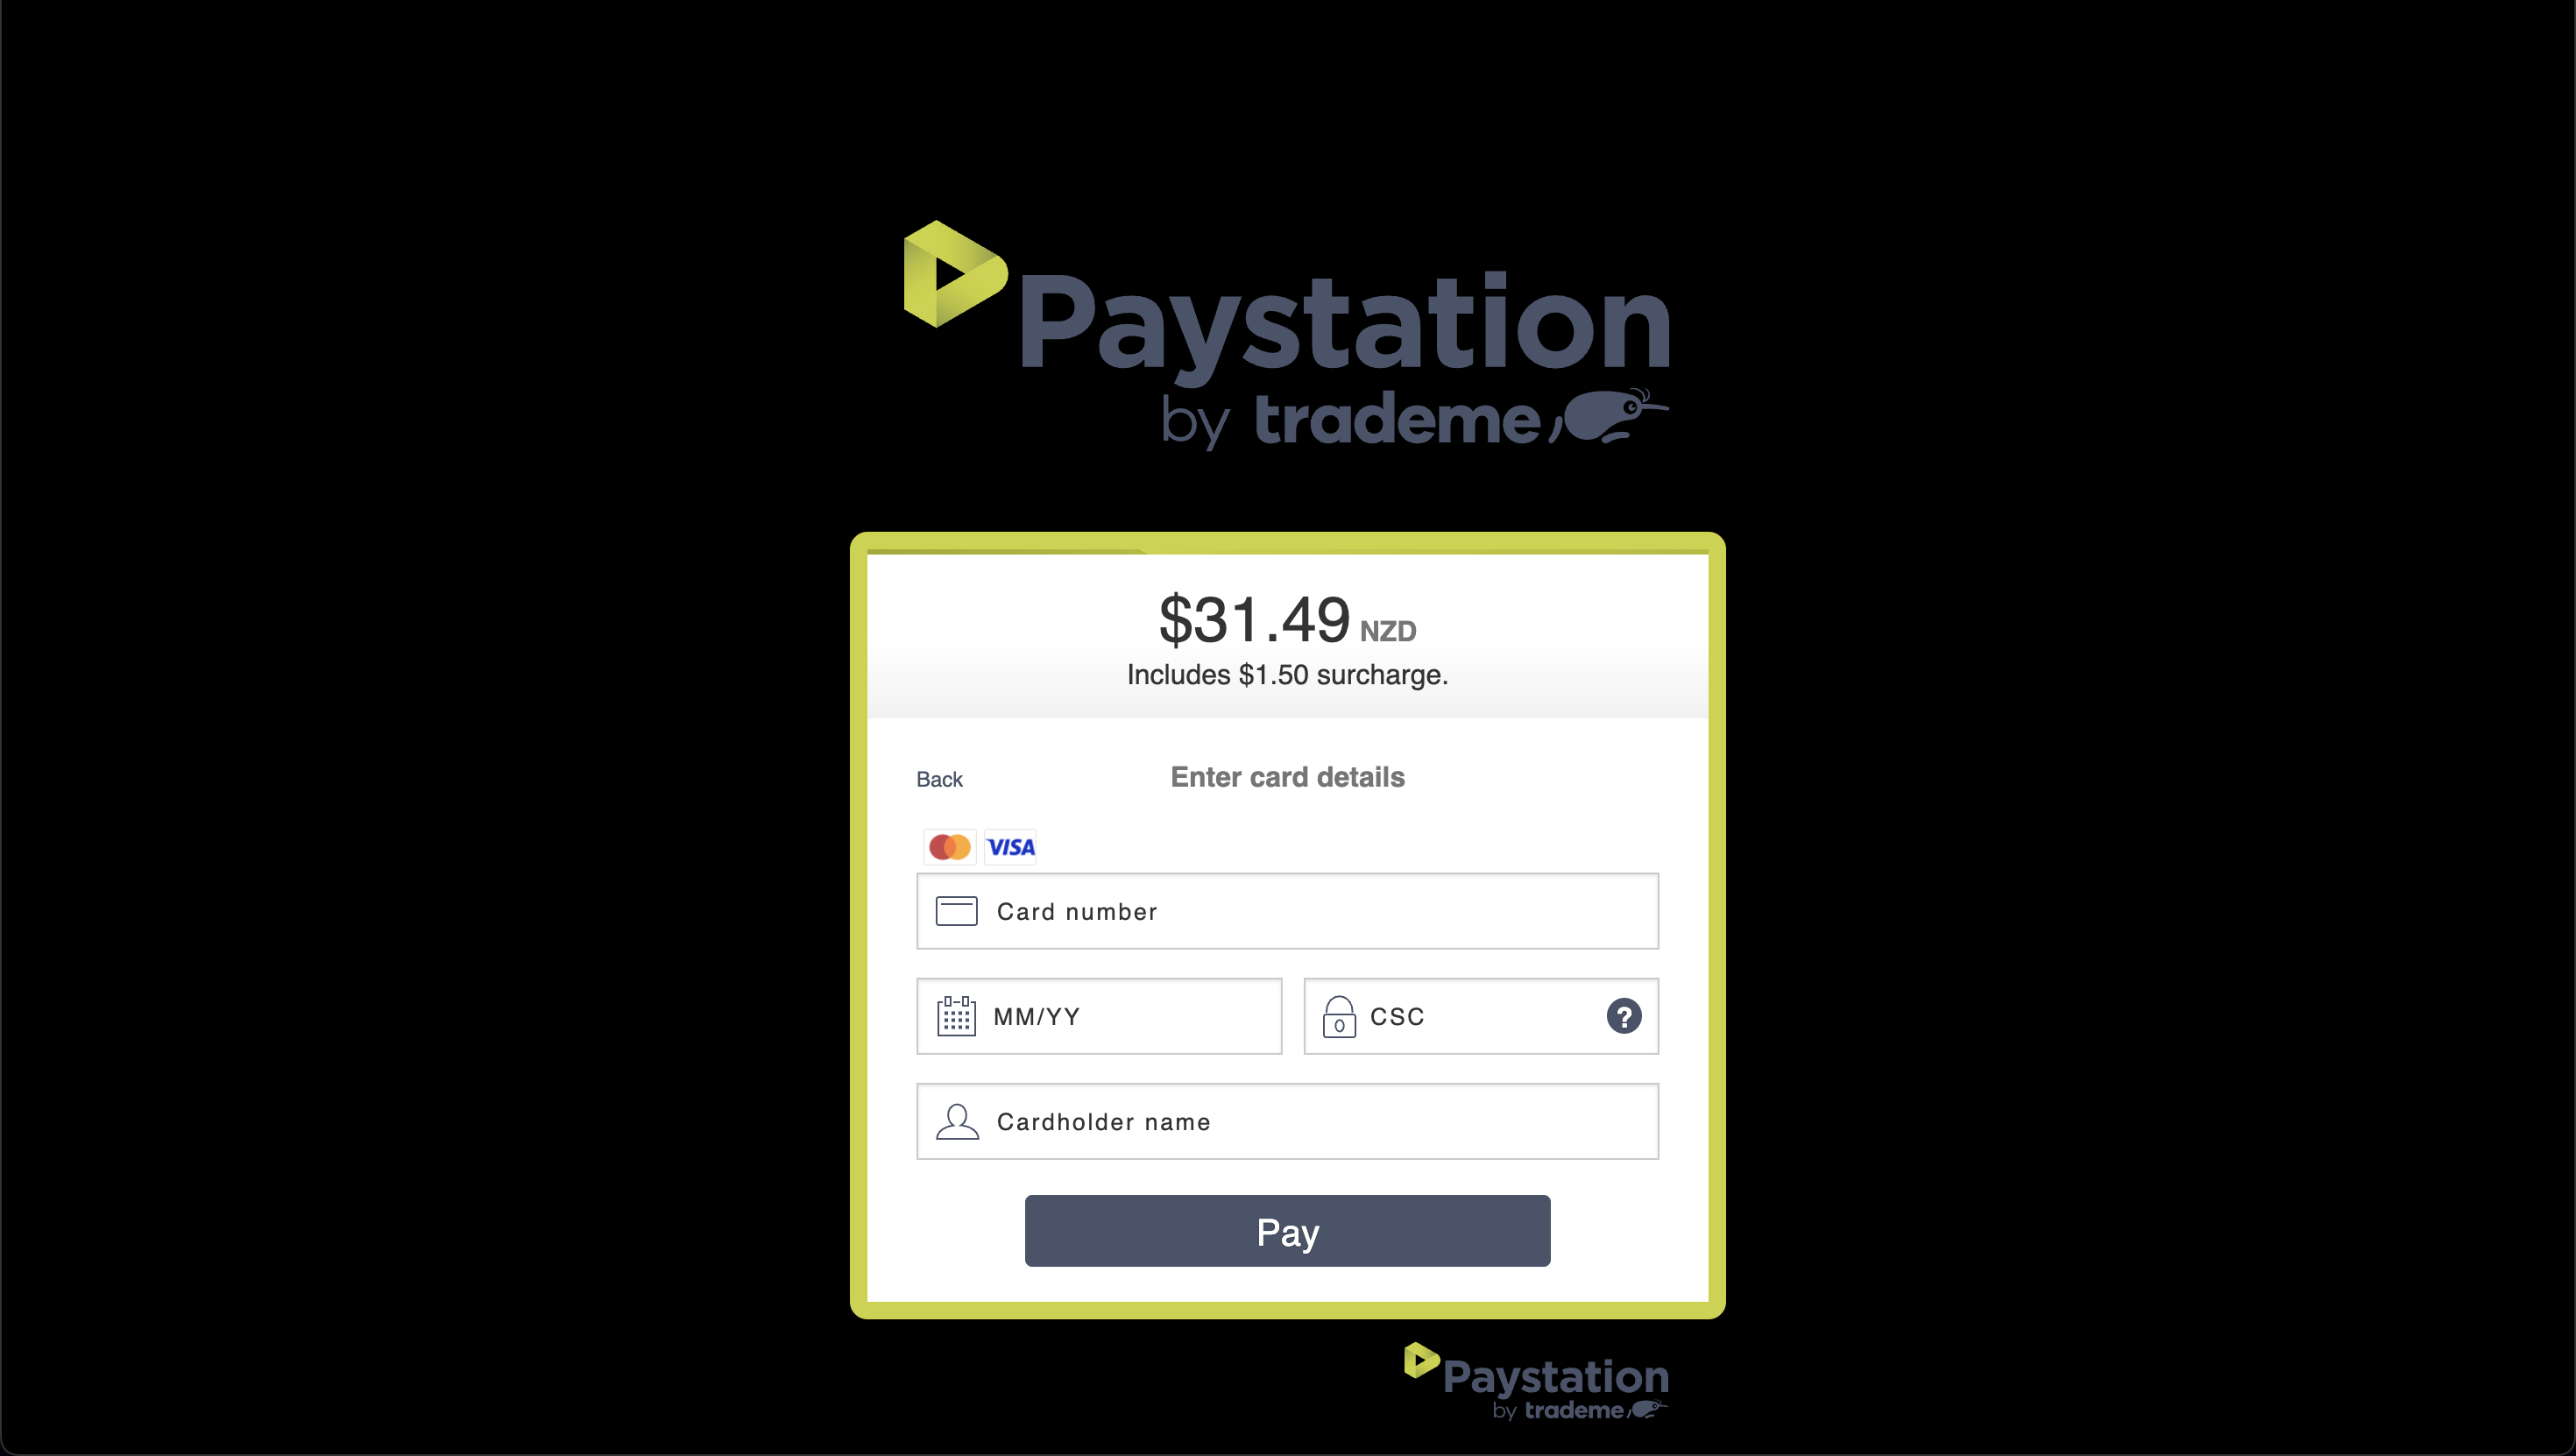 Paystation
by trademe
$31.49 NZD
Includes $1.50 surcharge.
Back
Enter card details
VISA
Card number
MM/YY
CSC
?
Cardholder name
Pay
Paystation
by trademe